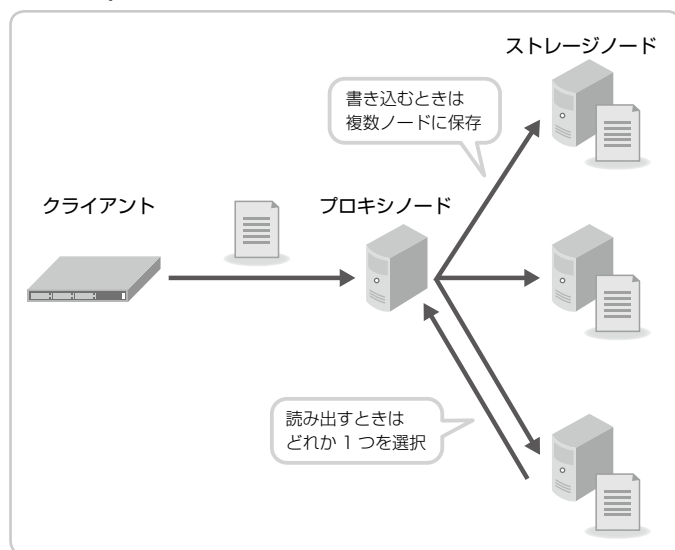 ストレージノード
書き込むときは
複数ノードに保存
クライアント
プロキシノード
読み出すときは
どれか 1 つを選択